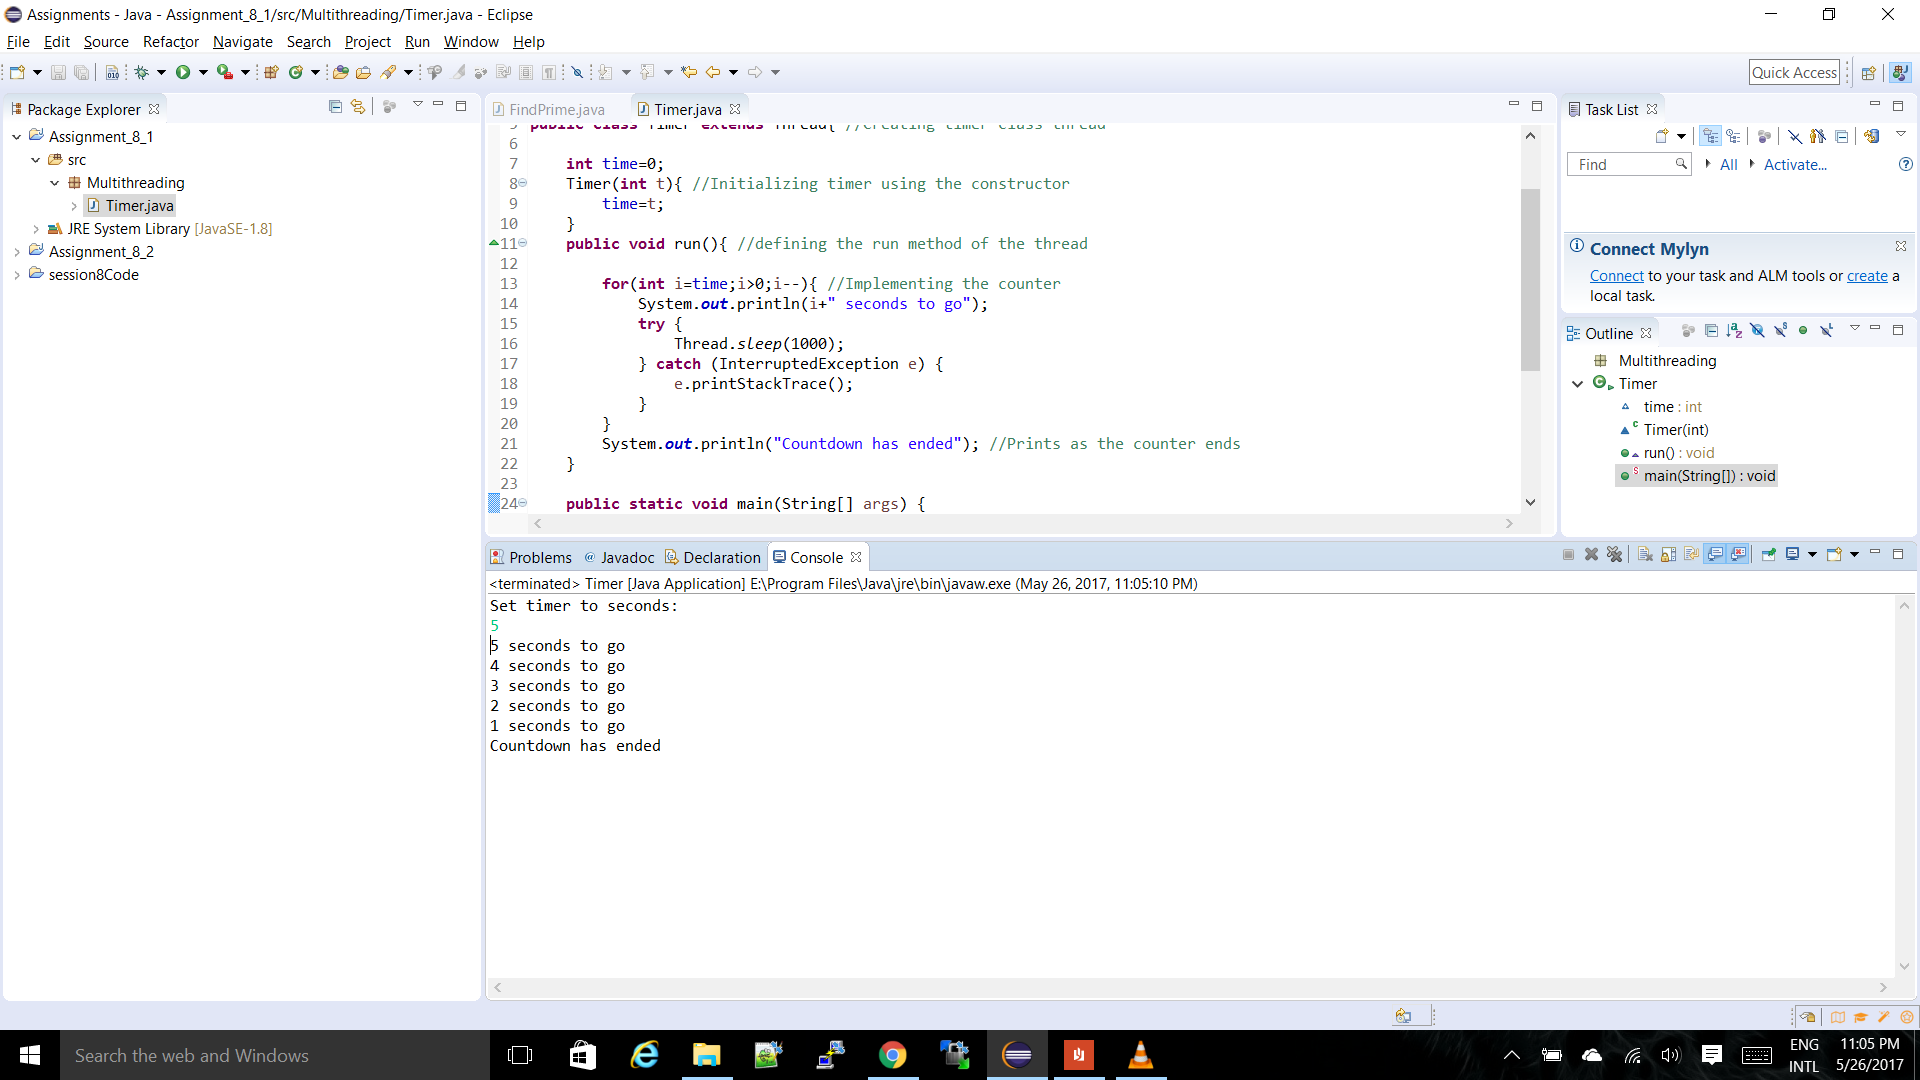 Assignments - Java - Assignment_8_1/src/Multithreading/Timer.java - Eclipse
File Edit Source Refactor Navigate Search Project Run Window Help
Quick Access
Package Explorer
Assignment_8_1
src
Multithreading
Timer.java
JRE System Library [JavaSE-1.8]
Assignment_8_2
session8Code
FindPrime.java
Timer.java
5 public class Timer extends Thread{ //Creating timer class thread
6
7 int time=0;
8 Timer(int t){ //Initializing timer using the constructor
9 time=t;
10 }
11 public void run(){ //defining the run method of the thread
12
13 for(int i=time;i>0;i--){ //Implementing the counter
14 System.out.println(i+" seconds to go");
15 try {
16 Thread.sleep(1000);
17 } catch (InterruptedException e) {
18 e.printStackTrace();
19 }
20 }
21 System.out.println("Countdown has ended"); //Prints as the counter ends
22 }
23
24 public static void main(String[] args) {
Task List
Find
All
Activate...
Connect Mylyn
Connect to your task and ALM tools or create a
local task.
Outline
Multithreading
Timer
time : int
Timer(int)
run() : void
main(String[]) : void
Problems @ Javadoc Declaration Console
<terminated> Timer [Java Application] E:\Program Files\Java\jre\bin\javaw.exe (May 26, 2017, 11:05:10 PM)
Set timer to seconds:
5
5 seconds to go
4 seconds to go
3 seconds to go
2 seconds to go
1 seconds to go
Countdown has ended
Search the web and Windows
ENG
INTL
11:05 PM
5/26/2017